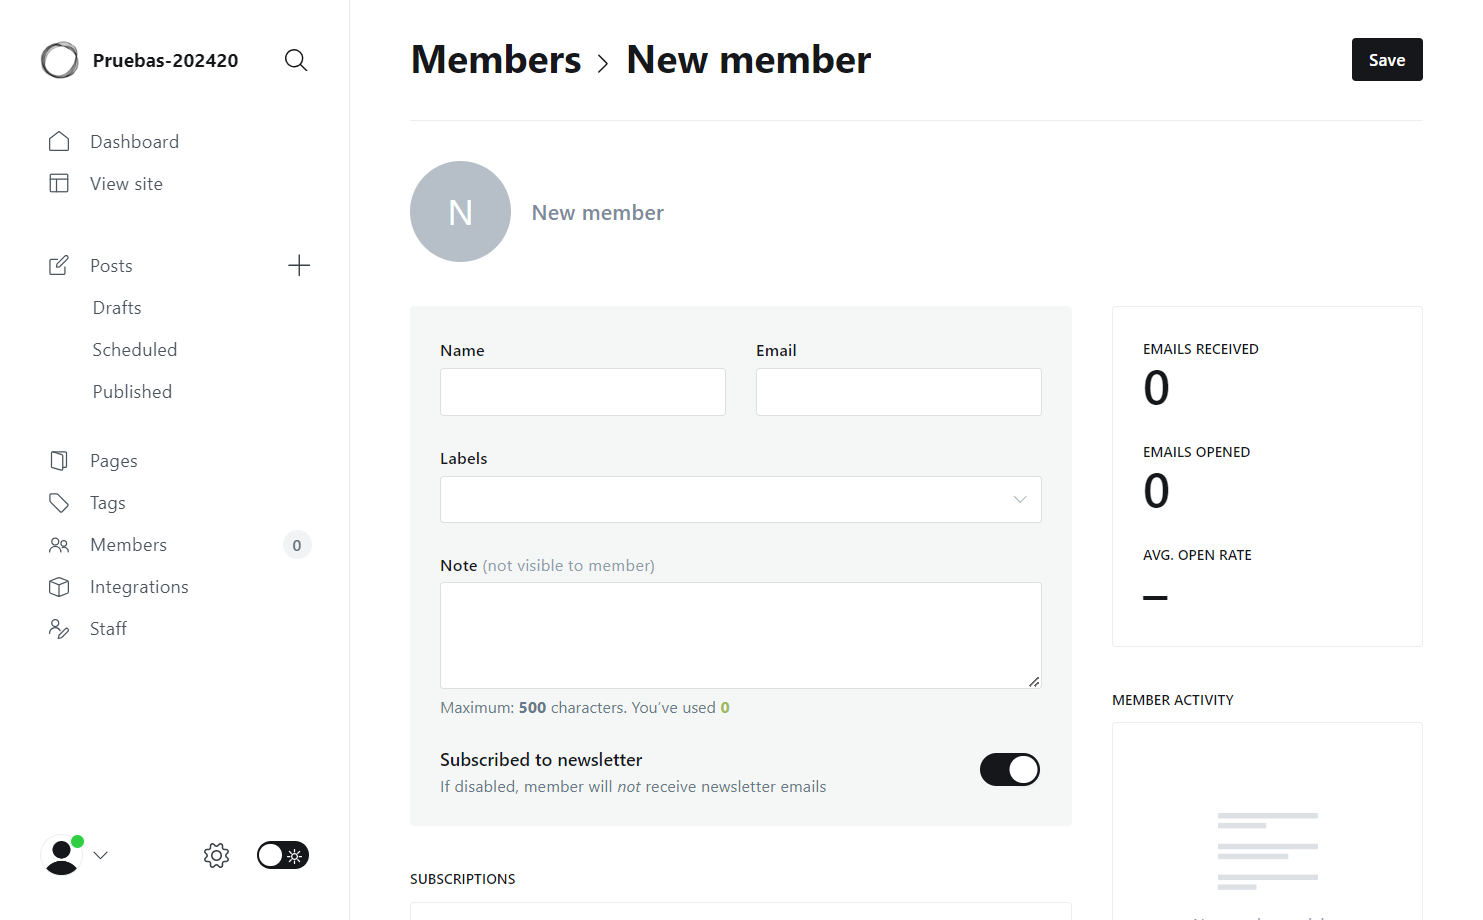 Pruebas-202420
Dashboard
View site
Posts
Drafts
Scheduled
Published
Pages
Tags
Members 0
Integrations
Staff
Members > New member
Save
N
New member
Name
Email
Labels
Note (not visible to member)
Maximum: 500 characters. You've used 0
Subscribed to newsletter
If disabled, member will not receive newsletter emails
SUBSCRIPTIONS
EMAILS RECEIVED
0
EMAILS OPENED
0
AVG. OPEN RATE
–
MEMBER ACTIVITY